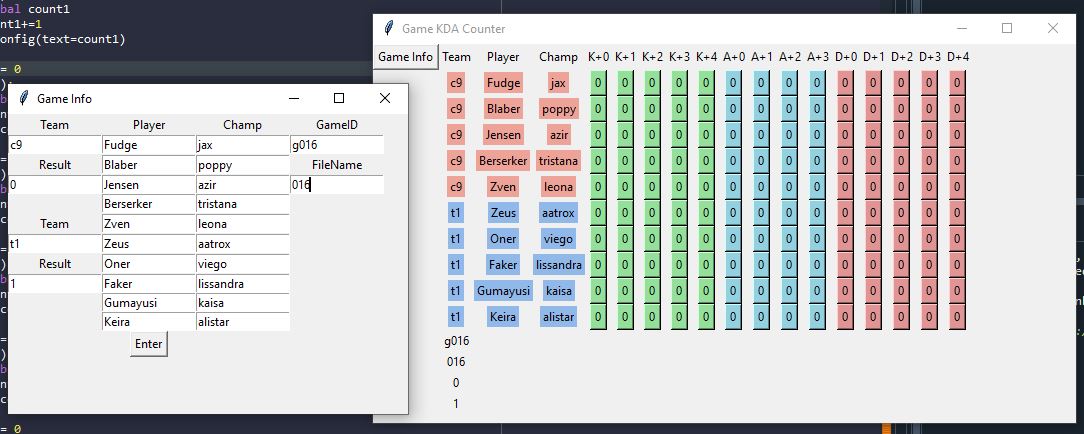 bal count1
nt1+=1
onfig(text=count1)
= 0
Game Info
Team Player Champ GameID
c9 Fudge jax g016
Result Blaber poppy FileName
0 Jensen azir 016
Berserker tristana
Team Zven leona
t1 Zeus aatrox
Result Oner viego
1 Faker lissandra
Gumayusi kaisa
Keira alistar
Enter
= 0
Game KDA Counter
Game Info Team Player Champ K+0 K+1 K+2 K+3 K+4 A+0 A+1 A+2 A+3 D+0 D+1 D+2 D+3 D+4
c9 Fudge jax 0 0 0 0 0 0 0 0 0 0 0 0 0 0
c9 Blaber poppy 0 0 0 0 0 0 0 0 0 0 0 0 0 0
c9 Jensen azir 0 0 0 0 0 0 0 0 0 0 0 0 0 0
c9 Berserker tristana 0 0 0 0 0 0 0 0 0 0 0 0 0 0
c9 Zven leona 0 0 0 0 0 0 0 0 0 0 0 0 0 0
t1 Zeus aatrox 0 0 0 0 0 0 0 0 0 0 0 0 0 0
t1 Oner viego 0 0 0 0 0 0 0 0 0 0 0 0 0 0
t1 Faker lissandra 0 0 0 0 0 0 0 0 0 0 0 0 0 0
t1 Gumayusi kaisa 0 0 0 0 0 0 0 0 0 0 0 0 0 0
t1 Keira alistar 0 0 0 0 0 0 0 0 0 0 0 0 0 0
g016
016
0
1